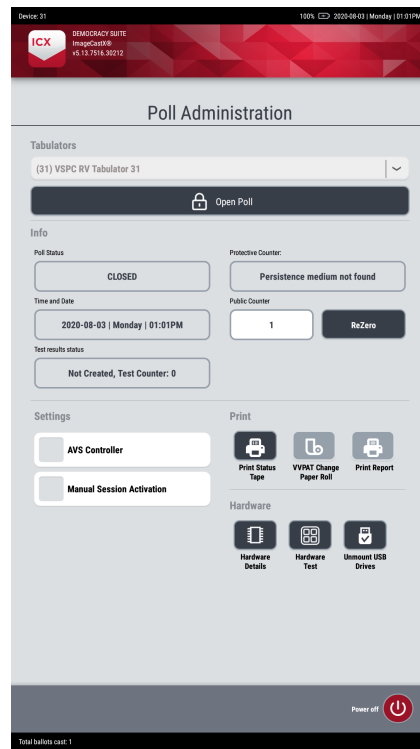 Device: 31
100% 2020-08-03 | Monday | 01:01PM
ICX
DEMOCRACY SUITE
ImageCastX®
v5.13.7516.30212
Poll Administration
Tabulators
(31) VSPC RV Tabulator 31
Open Poll
Info
Poll Status
CLOSED
Protective Counter:
Persistence medium not found
Time and Date
2020-08-03 | Monday | 01:01PM
Public Counter
1
ReZero
Test results status
Not Created, Test Counter: 0
Settings
AVS Controller
Manual Session Activation
Print
Print Status
Tape
VVPAT Change
Paper Roll
Print Report
Hardware
Hardware
Details
Hardware
Test
Unmount USB
Drives
Power off
Total ballots cast: 1